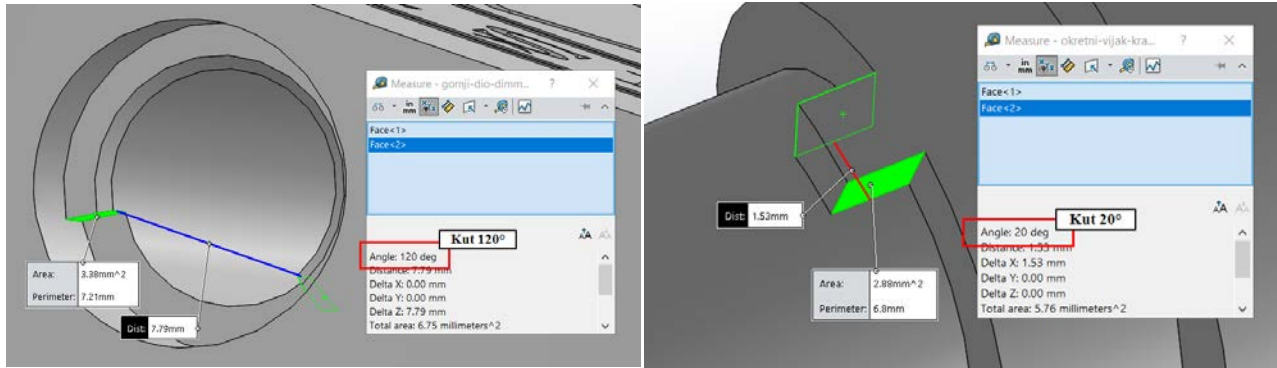 Measure - gornji-dio-dimm... ?
in
mm
Face<1>
Face<2>
Kut 120°
Angle: 120 deg
Distance: 7.79 mm
Delta X: 0.00 mm
Delta Y: 0.00 mm
Delta Z: 7.79 mm
Total area: 6.75 millimeters^2
Area: 3.38mm^2
Perimeter: 7.21mm
Dist: 7.79mm
Measure - okretni-vijak-kra... ?
in
mm
Face<1>
Face<2>
Kut 20°
Angle: 20 deg
Distance: 1.53 mm
Delta X: 1.53 mm
Delta Y: 0.00 mm
Delta Z: 0.00 mm
Total area: 5.76 millimeters^2
Dist: 1.53mm
Area: 2.88mm^2
Perimeter: 6.8mm